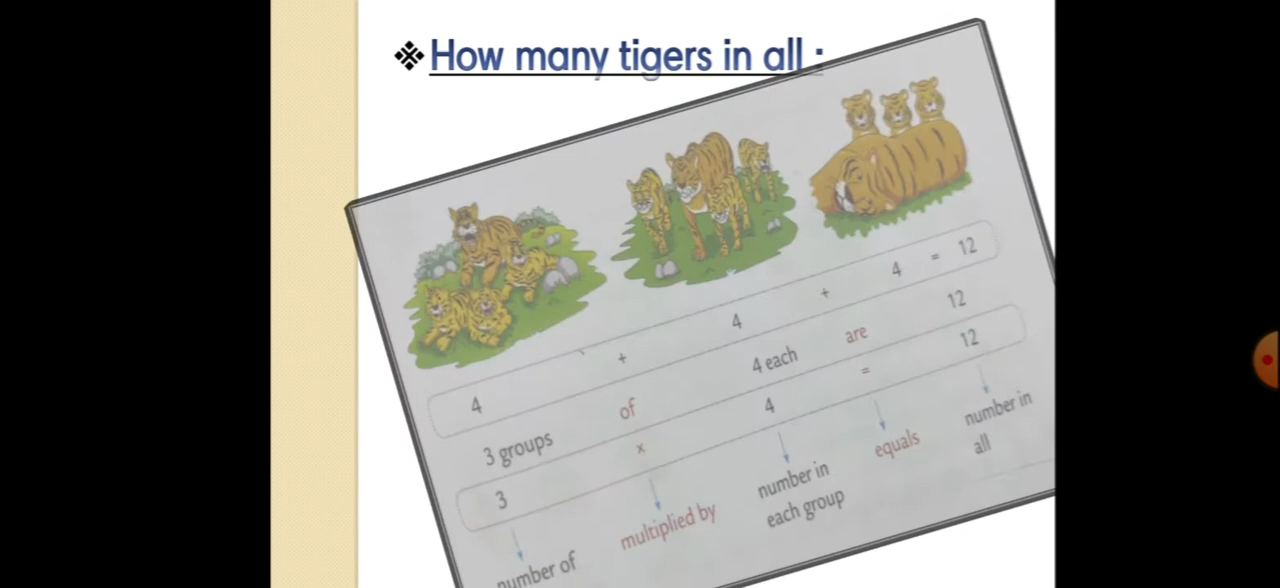 ❖ How many tigers in all :
4 + 4 + 4 = 12
3 groups of 4 each are 12
3 x 4 = 12
number of multiplied by number in each group equals number in all